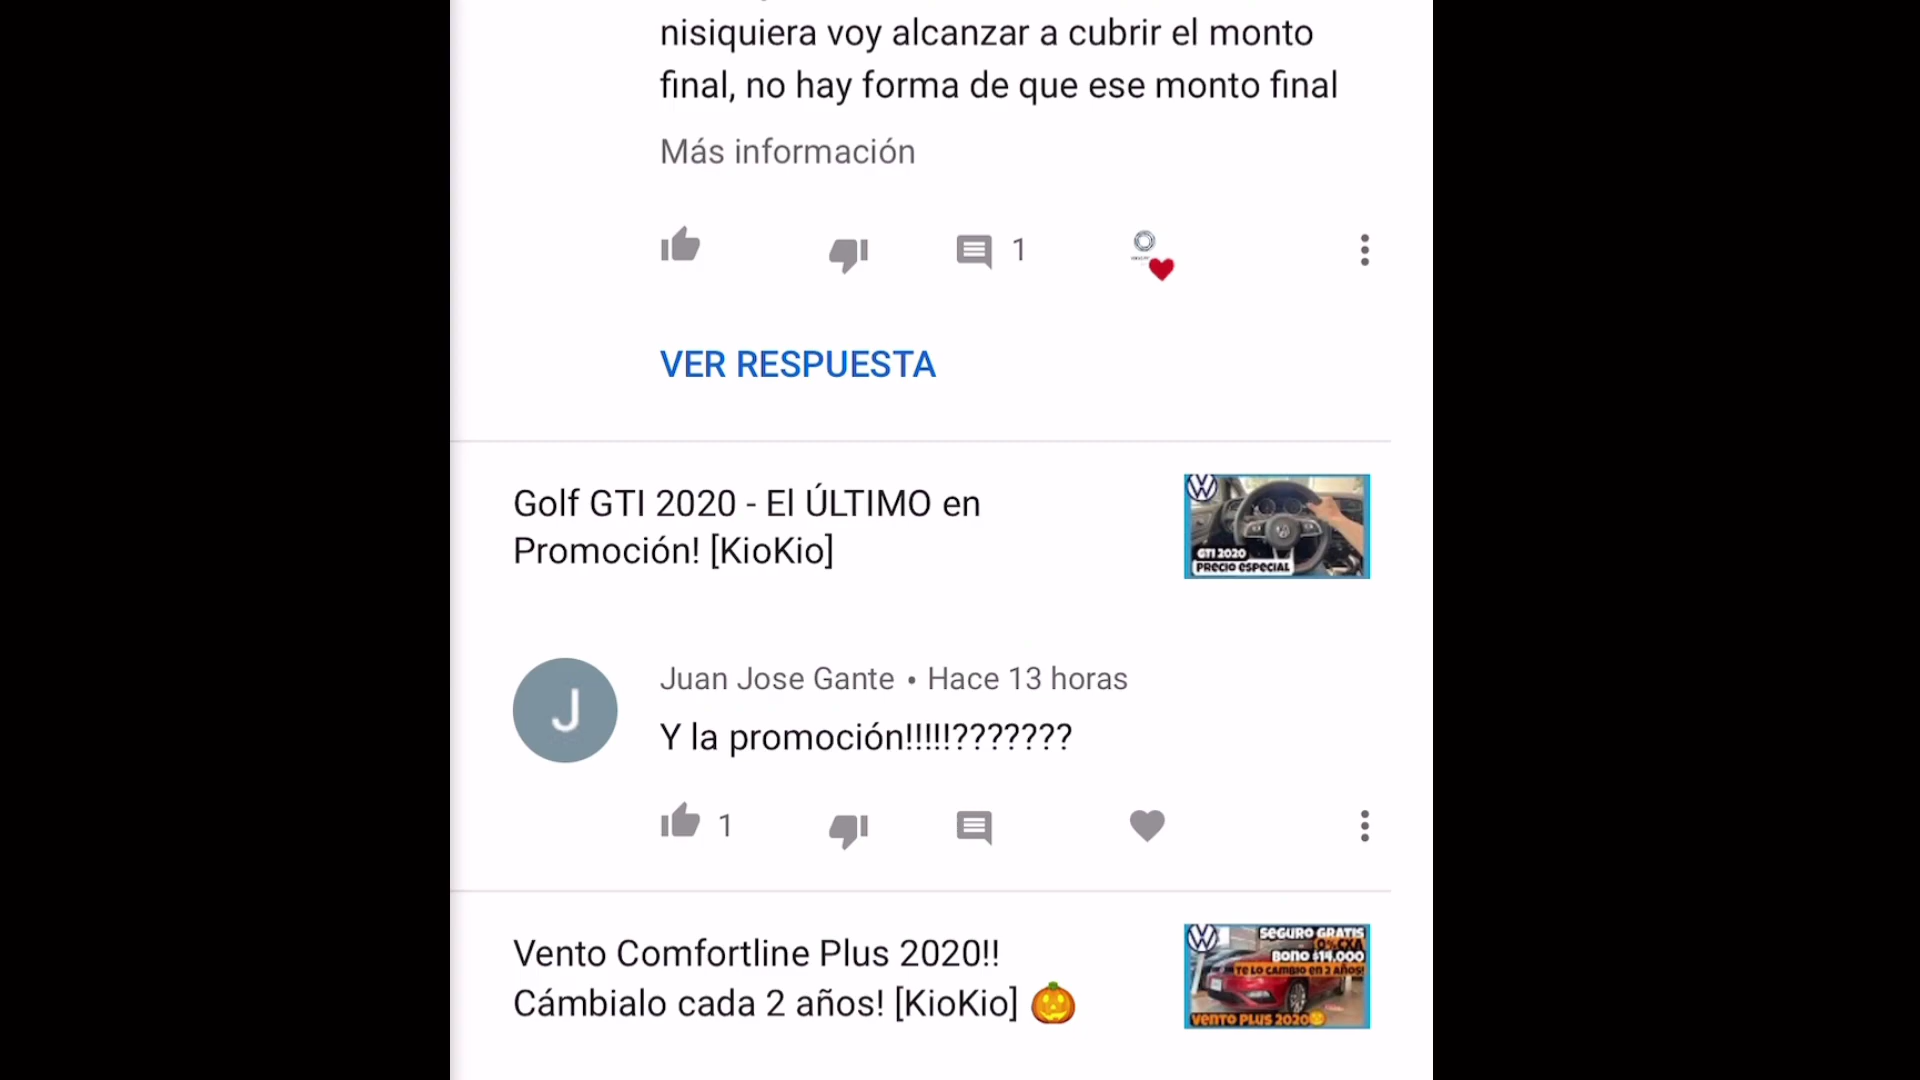 nisiquiera voy alcanzar a cubrir el monto
final, no hay forma de que ese monto final
Más información
1
VER RESPUESTA
Golf GTI 2020 - El ÚLTIMO en
Promoción! [KioKio]
GTI 2020
PRECIO ESPECIAL
J
Juan Jose Gante • Hace 13 horas
Y la promoción!!!!!???????
1
Vento Comfortline Plus 2020!!
Cámbialo cada 2 años! [KioKio] 🎃
SEGURO GRATIS
0% CXA
BONO $14,000
TE LO CAMBIO EN 2 AÑOS!
VENTO PLUS 2020